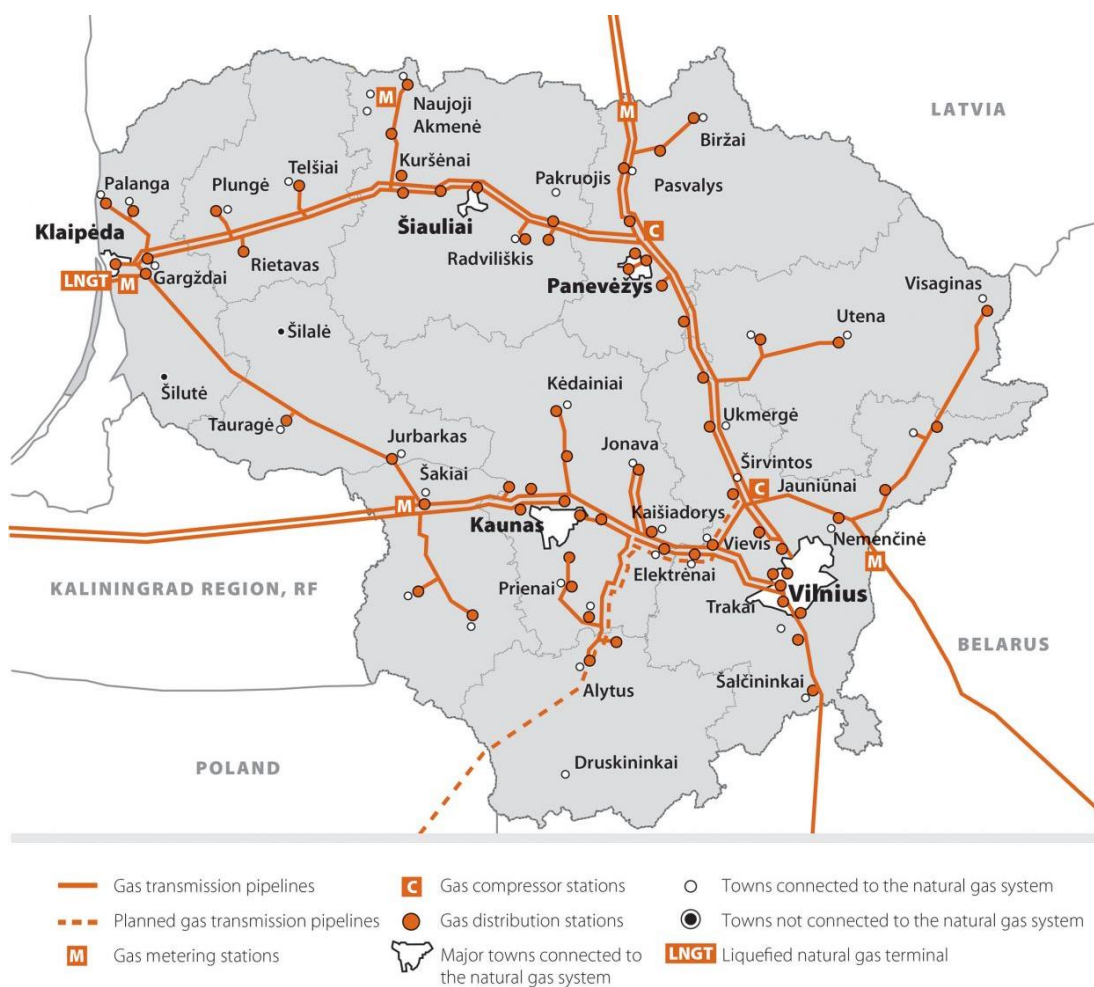 LATVIA
M
Naujoji
Akmenė
M
Biržai
Telšiai
Kuršėnai
Palanga
Plungė
Pakruojis
Pasvalys
Klaipėda
Šiauliai
C
Radviliškis
Rietavas
LNGT
M
Gargždai
Panevėžys
Visaginas
Utena
Šilalė
Šilutė
Kėdainiai
Ukmergė
Tauragė
Jurbarkas
Jonava
Širvintos
Šakiai
C
Jauniūnai
M
Kaišiadorys
Kaunas
Vievis
Nemenčinė
M
Elektrėnai
KALININGRAD REGION, RF
Prienai
Vilnius
Trakai
BELARUS
Šalčininkai
Alytus
Druskininkai
POLAND
Gas transmission pipelines
Planned gas transmission pipelines
M Gas metering stations
C Gas compressor stations
Gas distribution stations
Major towns connected to
the natural gas system
Towns connected to the natural gas system
Towns not connected to the natural gas system
LNGT Liquefied natural gas terminal